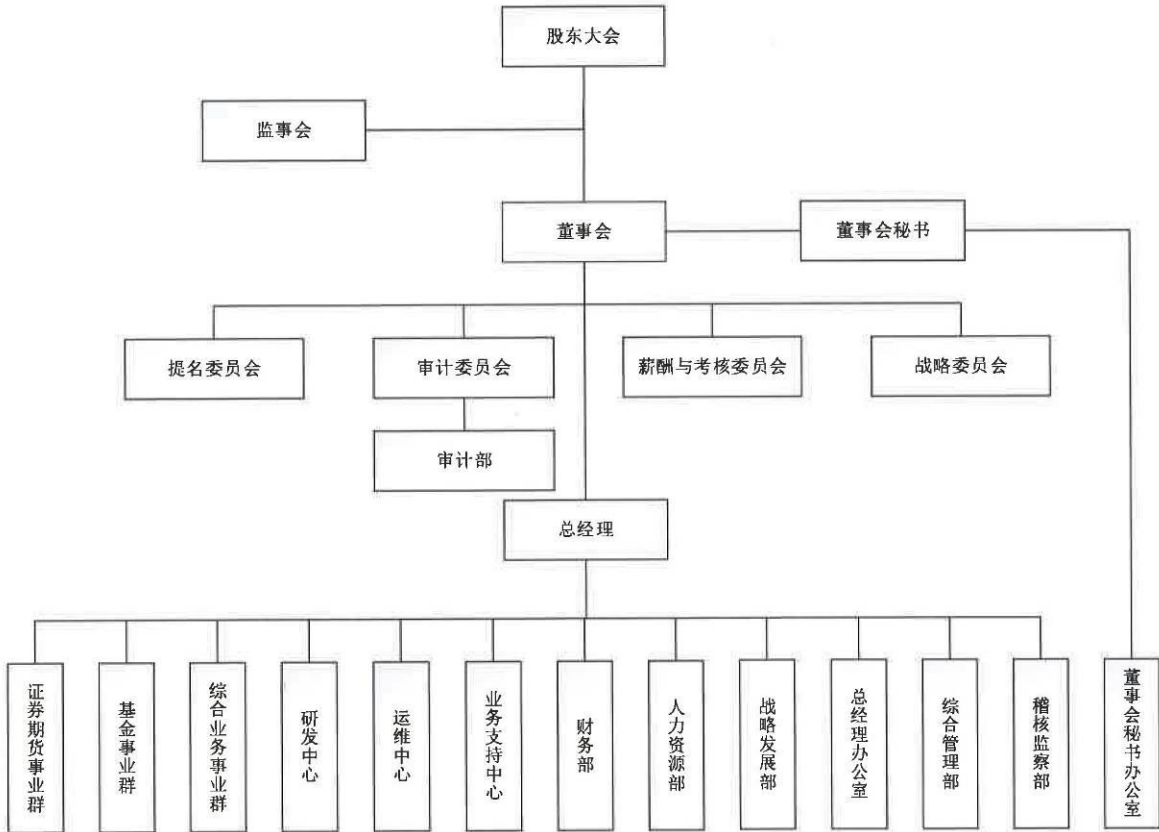 股东大会
监事会
董事会
董事会秘书
提名委员会
审计委员会
薪酬与考核委员会
战略委员会
审计部
总经理
证券期货事业群
基金事业群
综合业务事业群
研发中心
运维中心
业务支持中心
财务部
人力资源部
战略发展部
总经理办公室
综合管理部
稽核监察部
董事会秘书办公室